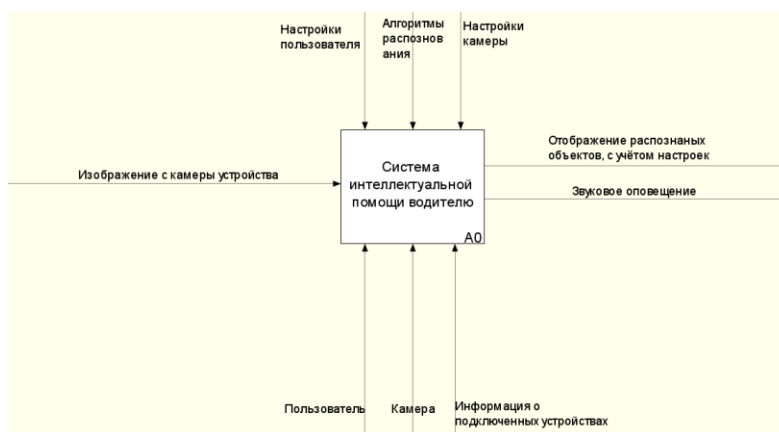 Настройки
пользователя
Алгоритмы
распознов
ания
Настройки
камеры
Изображение с камеры устройства
Система
интеллектуальной
помощи водителю
A0
Отображение распознаных
объектов, с учётом настроек
Звуковое оповещение
Пользователь
Камера
Информация о
подключенных устройствах